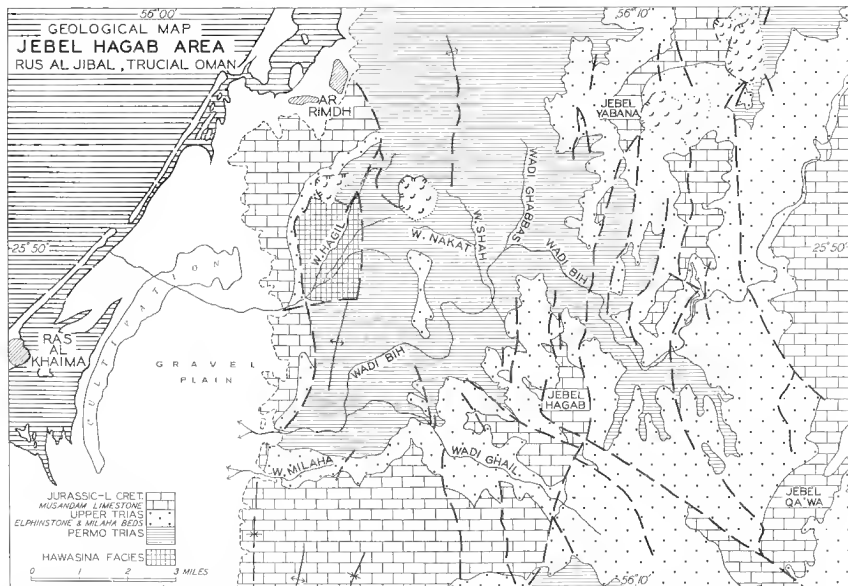 56°00'
56°10'
GEOLOGICAL MAP
JEBEL HAGAB AREA
RUS AL JIBAL, TRUCIAL OMAN
AR
RIMDH
JEBEL
YABANA
WADI GHABBAS
W. SHAH
W. HAGIL
W. NAKAT
WADI BIH
25°50'
25°50'
CULTIVATION
RAS
AL
KHAIMA
GRAVEL
PLAIN
WADI BIH
JEBEL
HAGAB
W. MILAHA
WADI GHAIL
JEBEL
QA'WA
JURASSIC-L CRET.
MUSANDAM LIMESTONE
UPPER TRIAS
ELPHINSTONE & MILAHA BEDS
PERMO TRIAS
HAWASINA FACIES
0 1 2 3 MILES
56°10'